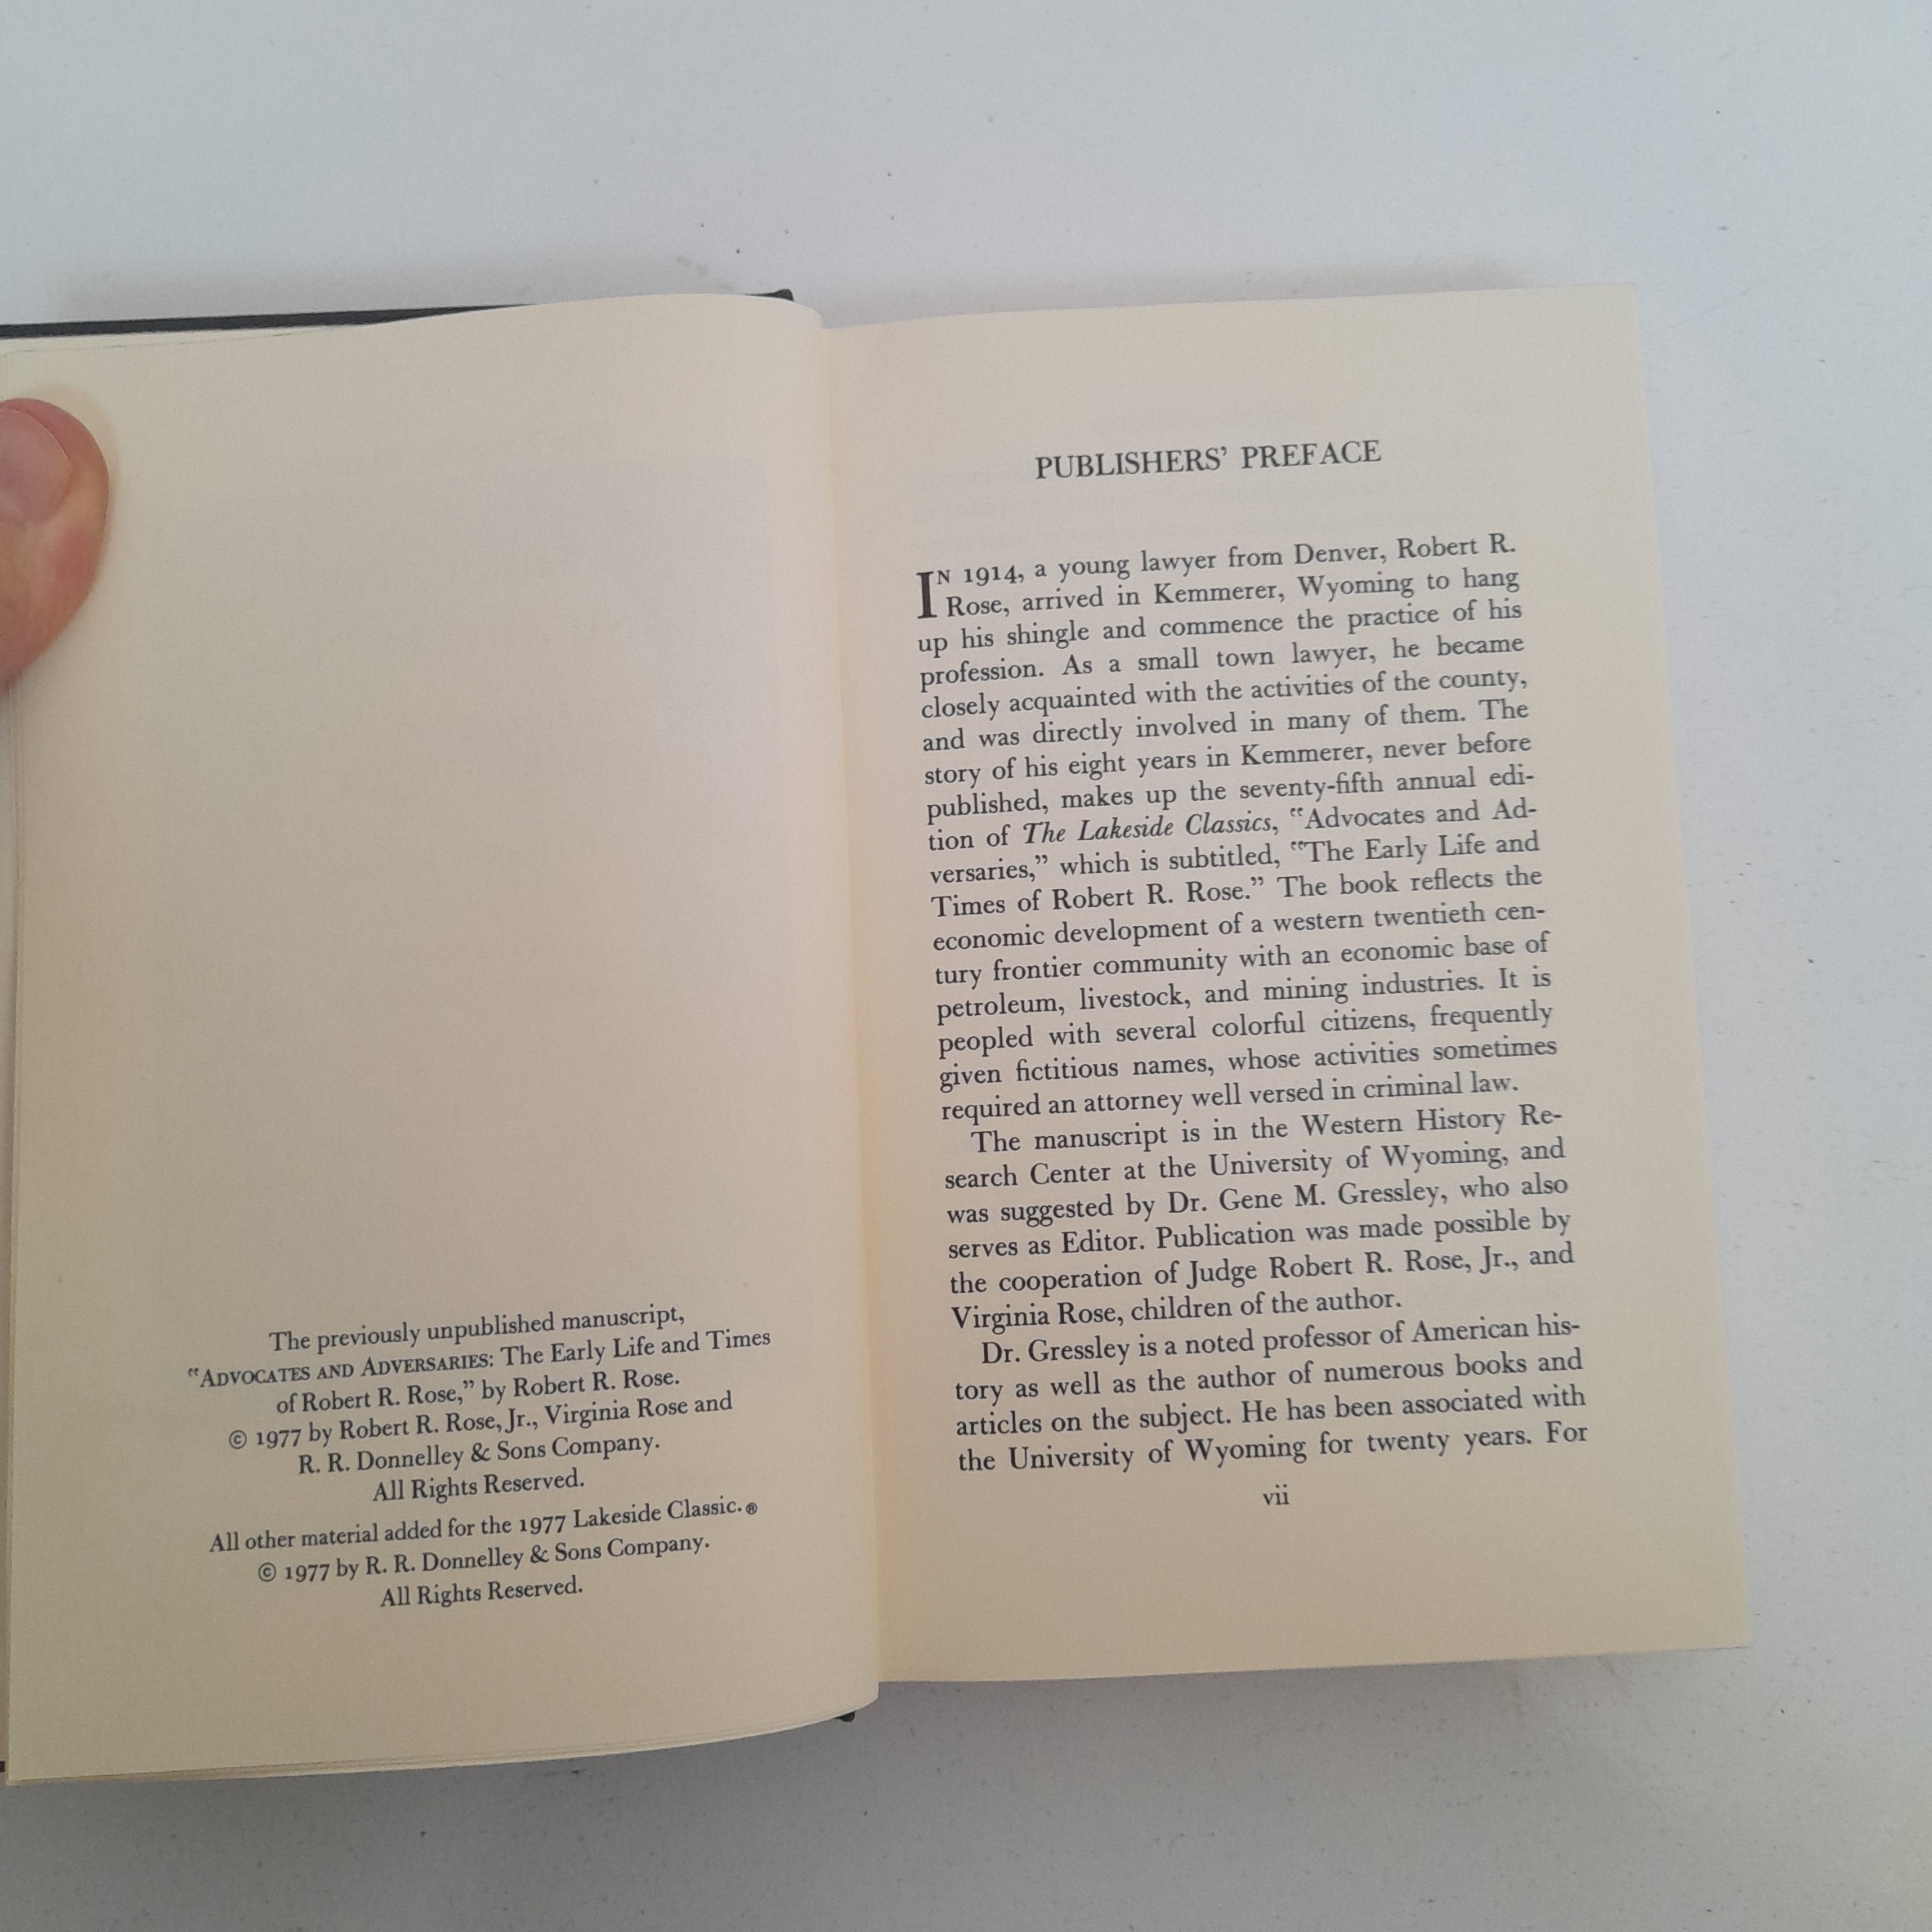 The previously unpublished manuscript,
"ADVOCATES AND ADVERSARIES: The Early Life and Times
of Robert R. Rose," by Robert R. Rose.
© 1977 by Robert R. Rose, Jr., Virginia Rose and
R. R. Donnelley & Sons Company.
All Rights Reserved.
All other material added for the 1977 Lakeside Classic.®
© 1977 by R. R. Donnelley & Sons Company.
All Rights Reserved.
PUBLISHERS' PREFACE
IN 1914, a young lawyer from Denver, Robert R.
Rose, arrived in Kemmerer, Wyoming to hang
up his shingle and commence the practice of his
profession. As a small town lawyer, he became
closely acquainted with the activities of the county,
and was directly involved in many of them. The
story of his eight years in Kemmerer, never before
published, makes up the seventy-fifth annual edi-
tion of The Lakeside Classics, "Advocates and Ad-
versaries," which is subtitled, "The Early Life and
Times of Robert R. Rose." The book reflects the
economic development of a western twentieth cen-
tury frontier community with an economic base of
petroleum, livestock, and mining industries. It is
peopled with several colorful citizens, frequently
given fictitious names, whose activities sometimes
required an attorney well versed in criminal law.
The manuscript is in the Western History Re-
search Center at the University of Wyoming, and
was suggested by Dr. Gene M. Gressley, who also
serves as Editor. Publication was made possible by
the cooperation of Judge Robert R. Rose, Jr., and
Virginia Rose, children of the author.
Dr. Gressley is a noted professor of American his-
tory as well as the author of numerous books and
articles on the subject. He has been associated with
the University of Wyoming for twenty years. For
vii